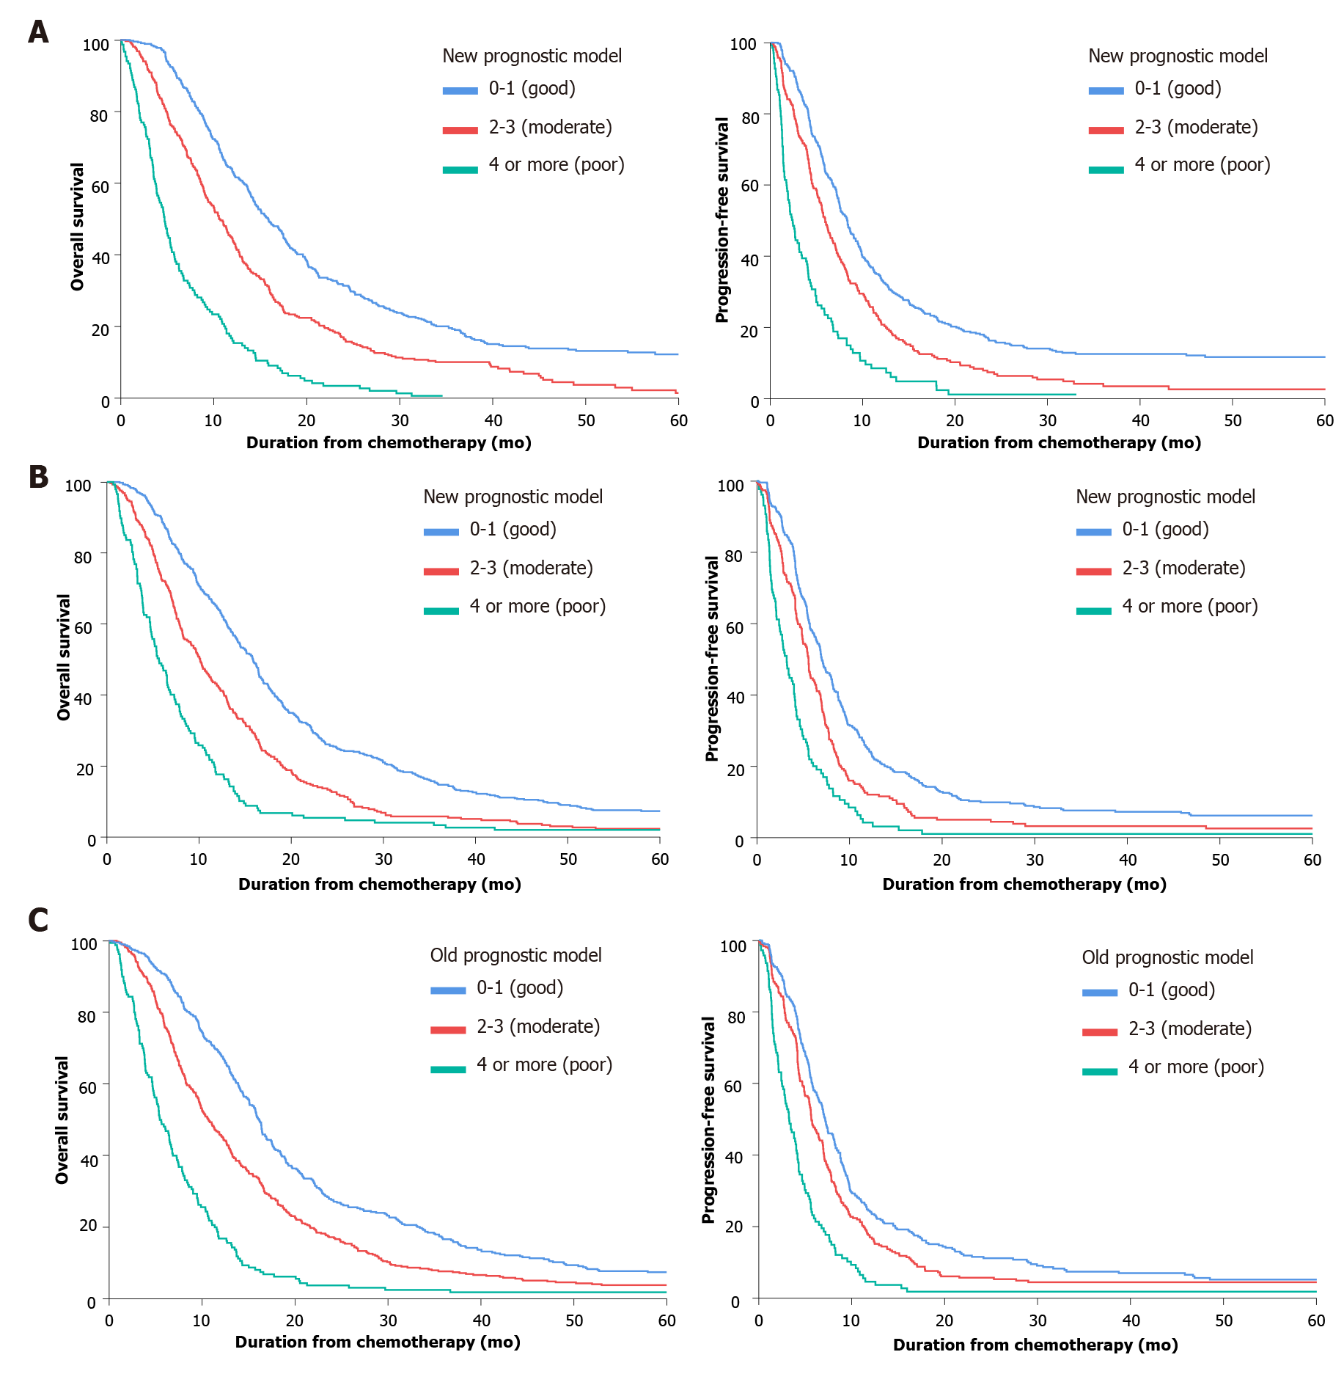 A
New prognostic model
0-1 (good)
2-3 (moderate)
4 or more (poor)
Overall survival
100
80
60
40
20
0
0 10 20 30 40 50 60
Duration from chemotherapy (mo)
New prognostic model
0-1 (good)
2-3 (moderate)
4 or more (poor)
Progression-free survival
100
80
60
40
20
0
0 10 20 30 40 50 60
Duration from chemotherapy (mo)
B
New prognostic model
0-1 (good)
2-3 (moderate)
4 or more (poor)
Overall survival
100
80
60
40
20
0
0 10 20 30 40 50 60
Duration from chemotherapy (mo)
New prognostic model
0-1 (good)
2-3 (moderate)
4 or more (poor)
Progression-free survival
100
80
60
40
20
0
0 10 20 30 40 50 60
Duration from chemotherapy (mo)
C
Old prognostic model
0-1 (good)
2-3 (moderate)
4 or more (poor)
Overall survival
100
80
60
40
20
0
0 10 20 30 40 50 60
Duration from chemotherapy (mo)
Old prognostic model
0-1 (good)
2-3 (moderate)
4 or more (poor)
Progression-free survival
100
80
60
40
20
0
0 10 20 30 40 50 60
Duration from chemotherapy (mo)